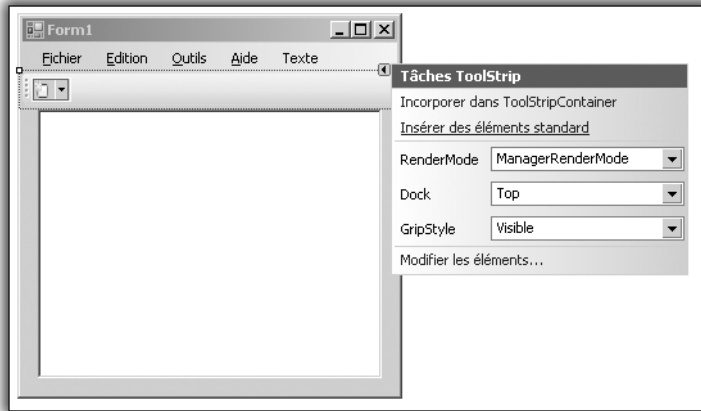 Form1
Fichier Edition Outils Aide Texte
Tâches ToolStrip
Incorporer dans ToolStripContainer
Insérer des éléments standard
RenderMode ManagerRenderMode
Dock Top
GripStyle Visible
Modifier les éléments...